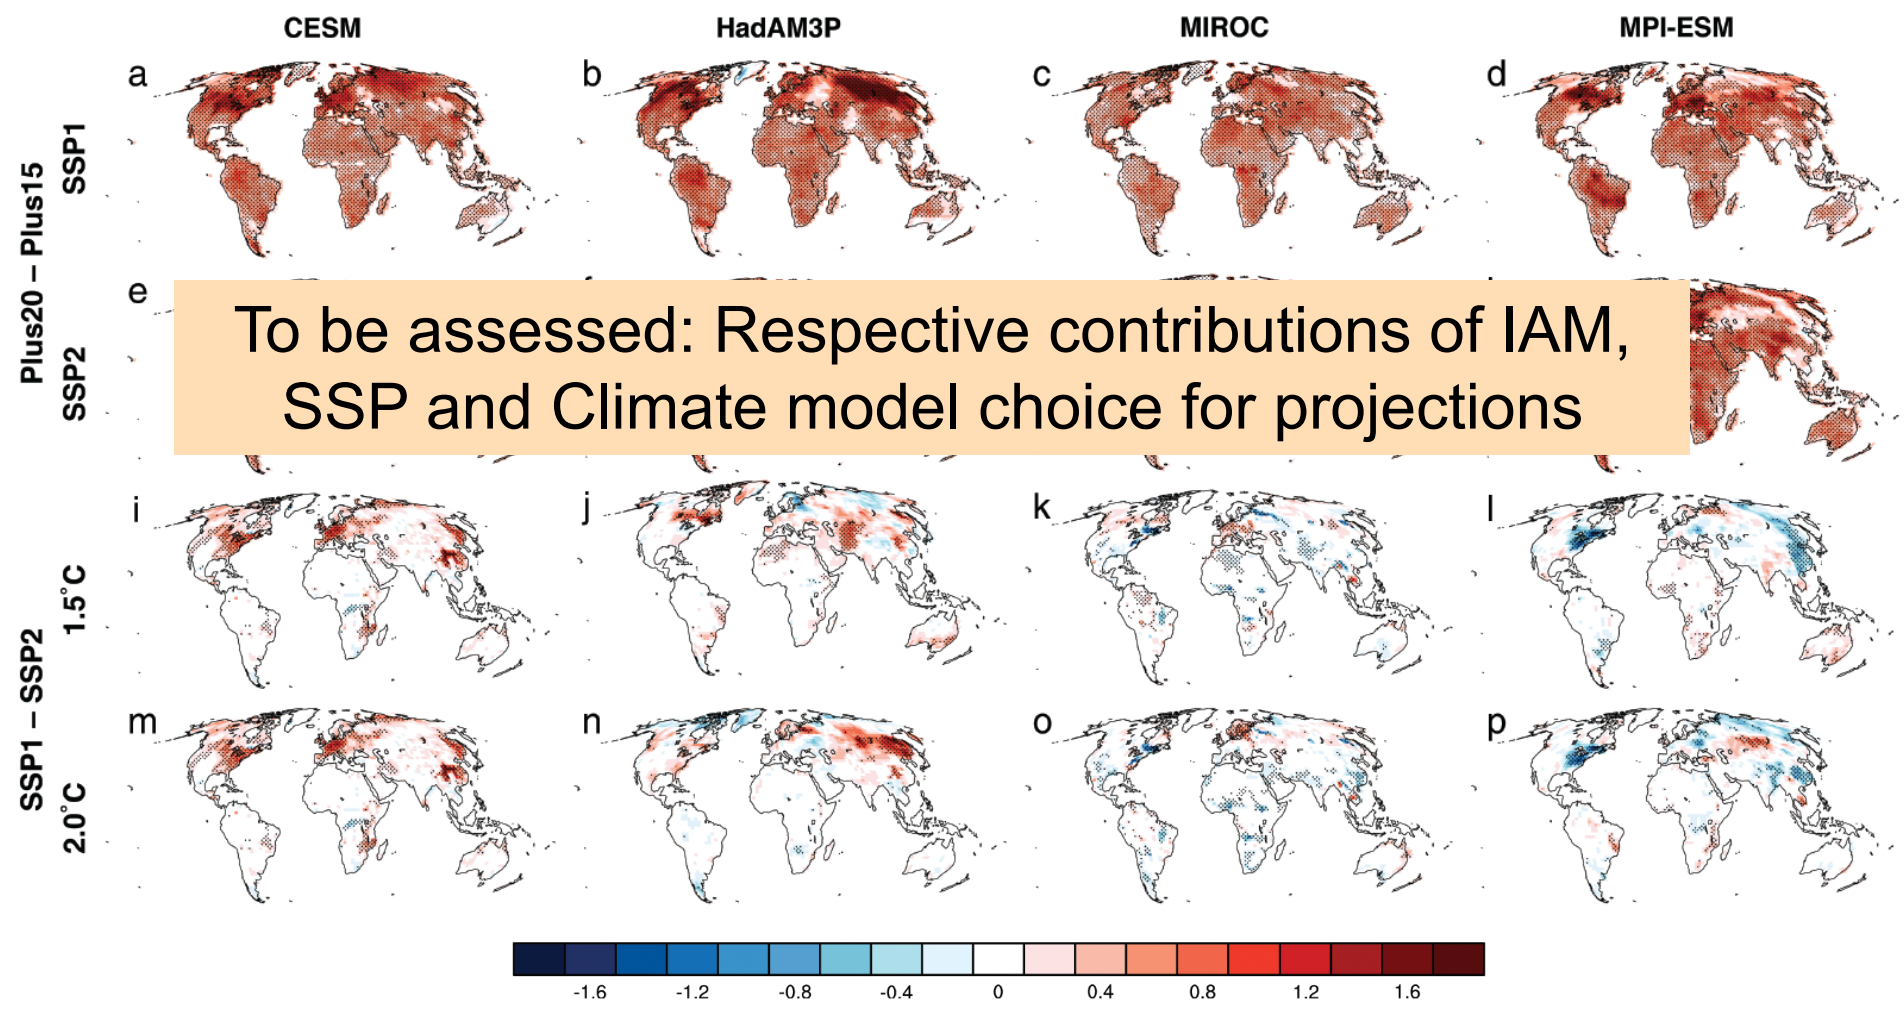 CESM
HadAM3P
MIROC
MPI-ESM
Plus20 – Plus15
SSP1
a
b
c
d
SSP2
e
To be assessed: Respective contributions of IAM,
SSP and Climate model choice for projections
SSP1 – SSP2
1.5°C
i
j
k
l
2.0°C
m
n
o
p
-1.6
-1.2
-0.8
-0.4
0
0.4
0.8
1.2
1.6